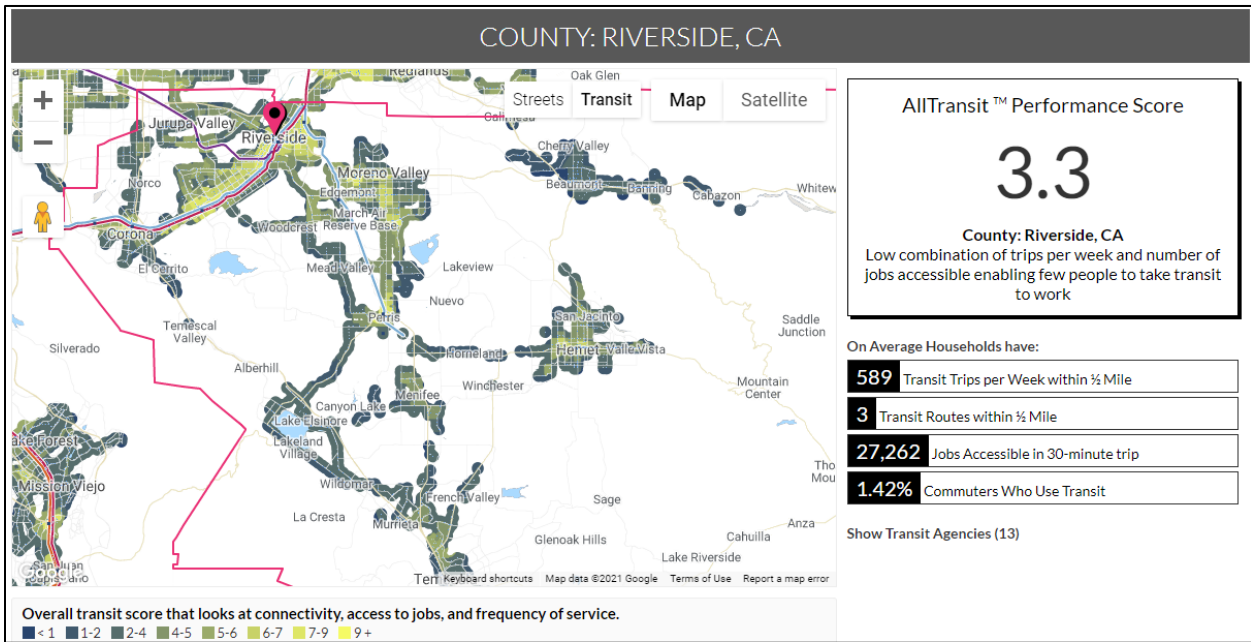 COUNTY: RIVERSIDE, CA
Redlands
Oak Glen
Streets Transit Map Satellite
Calimesa
Jurupa Valley
Riverside
Cherry Valley
Norco
Moreno Valley
Edgemont
Beaumont
Banning
Cabazon
Whitew
March Air
Reserve Base
Woodcrest
Corona
El Cerrito
Mead Valley
Lakeview
Nuevo
Temescal
Valley
Perris
San Jacinto
Saddle
Junction
Silverado
Homeland
Hemet
Valle Vista
Alberhill
Winchester
Mountain
Center
Canyon Lake
Menifee
Lake Elsinore
Lakeland
Village
ake Forest
Mission Viejo
Wildomar
French Valley
Sage
Tho
Mou
La Cresta
Murrieta
Anza
Glenoak Hills
Cahuilla
Lake Riverside
San Juan
Google
Tem
Keyboard shortcuts Map data ©2021 Google Terms of Use Report a map error
Overall transit score that looks at connectivity, access to jobs, and frequency of service.
< 1 1-2 2-4 4-5 5-6 6-7 7-9 9 +
AllTransit ™ Performance Score
3.3
County: Riverside, CA
Low combination of trips per week and number of
jobs accessible enabling few people to take transit
to work
On Average Households have:
589 Transit Trips per Week within ½ Mile
3 Transit Routes within ½ Mile
27,262 Jobs Accessible in 30-minute trip
1.42% Commuters Who Use Transit
Show Transit Agencies (13)